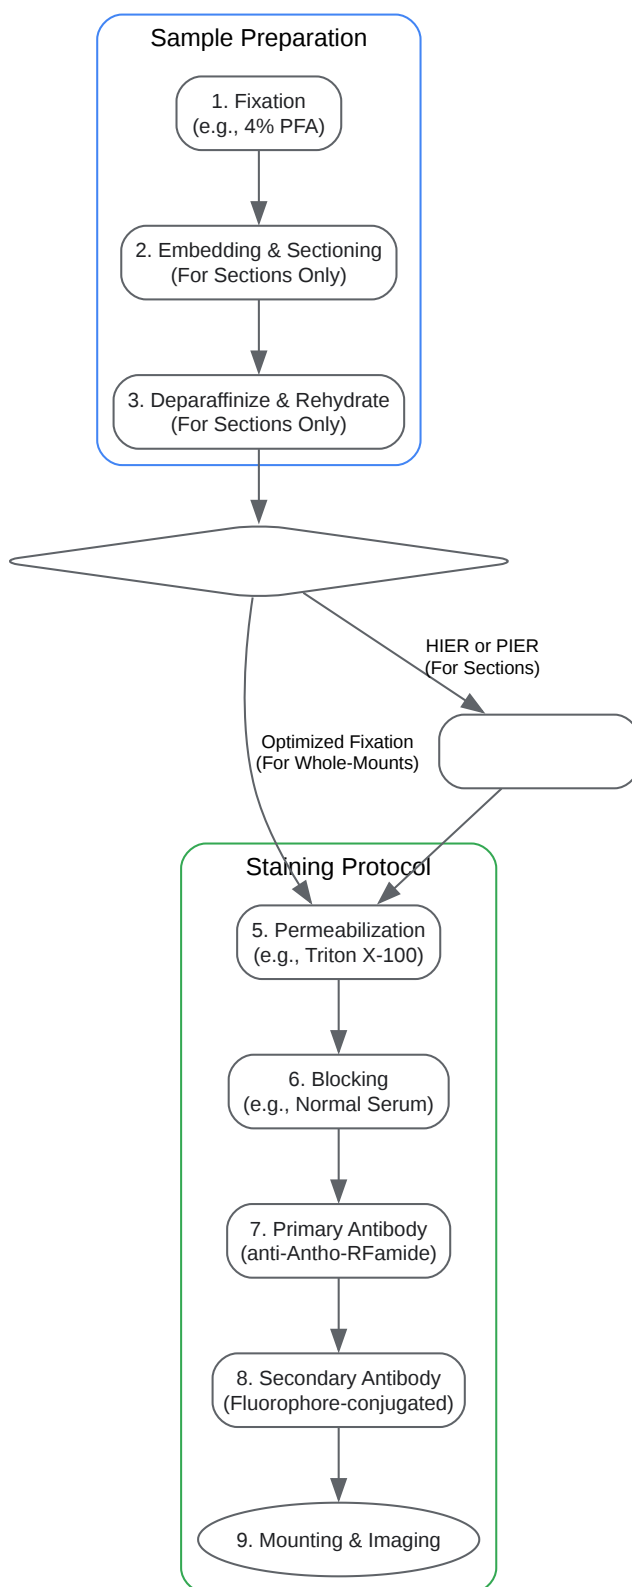 Sample Preparation
1. Fixation
(e.g., 4% PFA)
2. Embedding & Sectioning
(For Sections Only)
3. Deparaffinize & Rehydrate
(For Sections Only)
HIER or PIER
(For Sections)
Optimized Fixation
(For Whole-Mounts)
Staining Protocol
5. Permeabilization
(e.g., Triton X-100)
6. Blocking
(e.g., Normal Serum)
7. Primary Antibody
(anti-Antho-RFamide)
8. Secondary Antibody
(Fluorophore-conjugated)
9. Mounting & Imaging